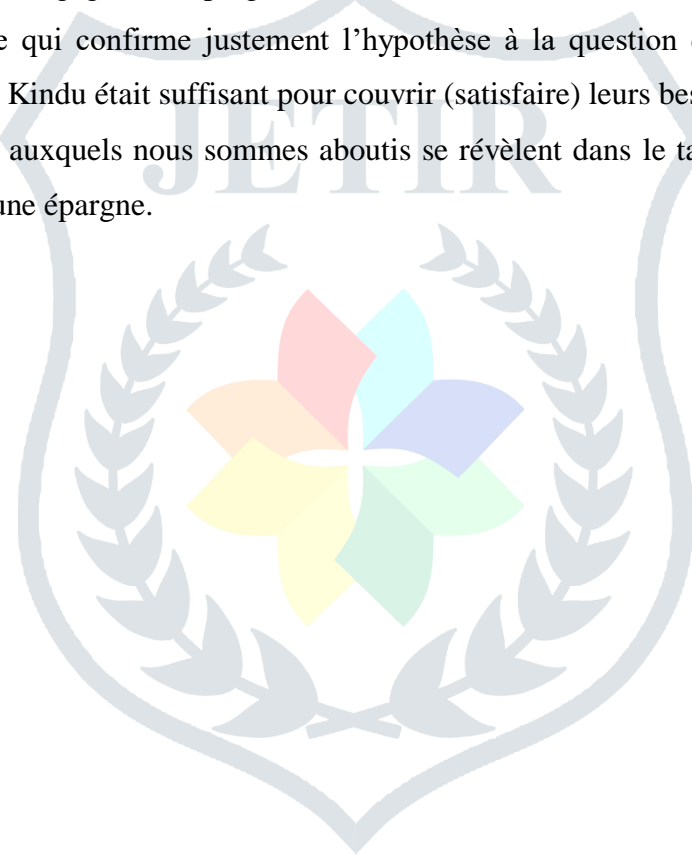 e qui confirme justement l’hypothèse à la question
Kindu était suffisant pour couvrir (satisfaire) leurs bes
auxquels nous sommes aboutis se révèlent dans le ta
une épargne.
JETIR